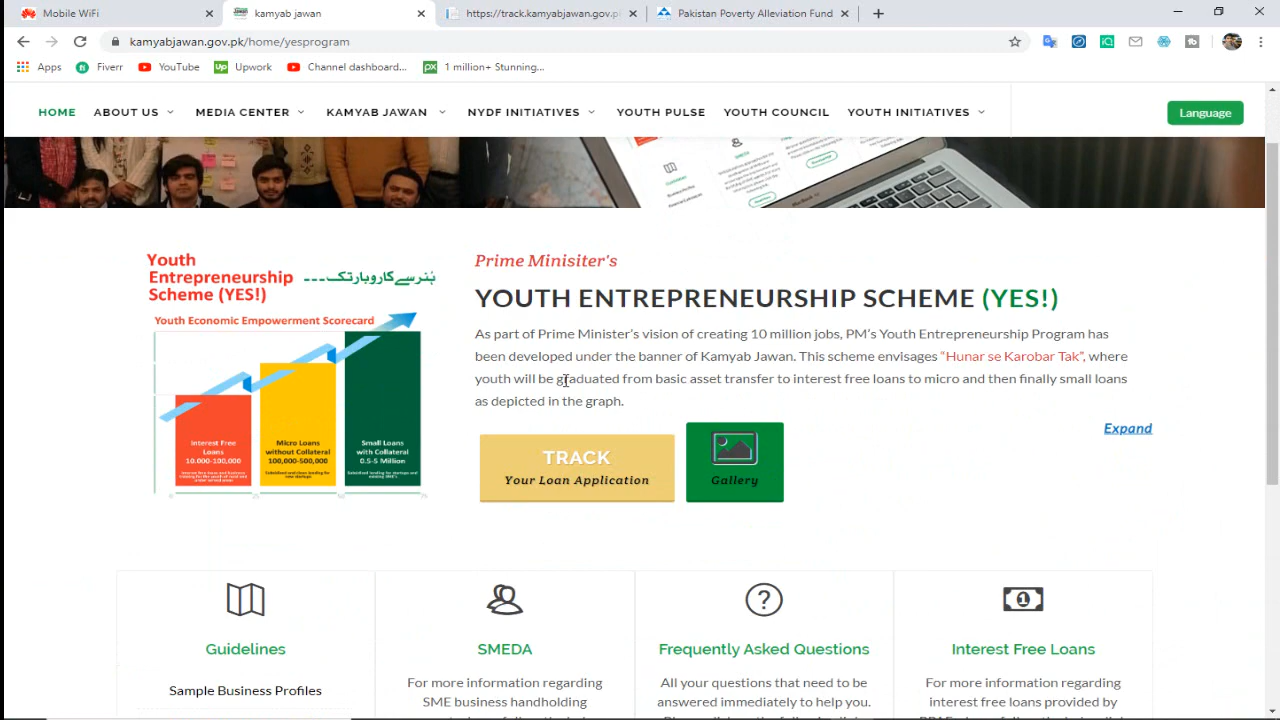 Mobile WiFi
kamyab jawan
https://track.kamyabjawan.gov.pl
Pakistan Poverty Alleviation Fund
kamyabjawan.gov.pk/home/yesprogram
Apps
Fiverr
YouTube
Upwork
Channel dashboard...
1 million+ Stunning...
HOME
ABOUT US
MEDIA CENTER
KAMYAB JAWAN
NYDF INITIATIVES
YOUTH PULSE
YOUTH COUNCIL
YOUTH INITIATIVES
Language
Youth
Entrepreneurship
Scheme (YES!)
ہُنر سے کاروبار تک---
Youth Economic Empowerment Scorecard
Interest Free
Loans
10,000-100,000
Micro Loans
without Collateral
100,000-500,000
Small Loans
with Collateral
0.5-5 Million
Prime Minisiter's
YOUTH ENTREPRENEURSHIP SCHEME (YES!)
As part of Prime Minister's vision of creating 10 million jobs, PM's Youth Entrepreneurship Program has
been developed under the banner of Kamyab Jawan. This scheme envisages “Hunar se Karobar Tak”, where
youth will be graduated from basic asset transfer to interest free loans to micro and then finally small loans
as depicted in the graph.
Expand
TRACK
Your Loan Application
Gallery
Guidelines
Sample Business Profiles
SMEDA
For more information regarding
SME business handholding
Frequently Asked Questions
All your questions that need to be
answered immediately to help you.
Interest Free Loans
For more information regarding
interest free loans provided by